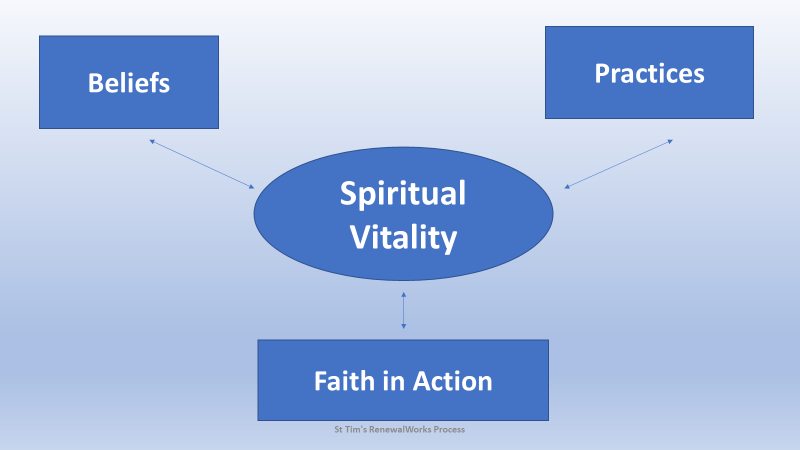 Beliefs
Practices
Spiritual
Vitality
Faith in Action
St Tim's RenewalWorks Process